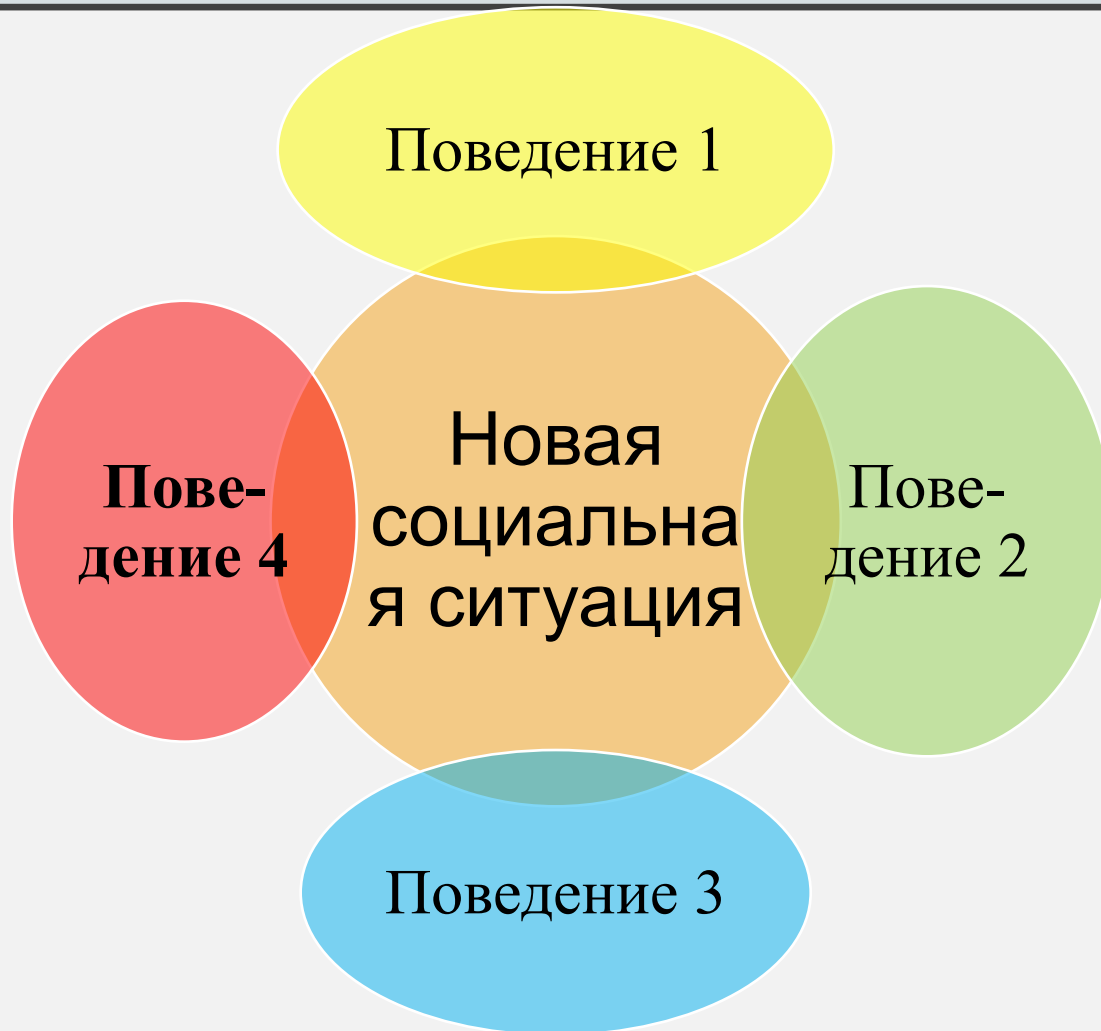 Поведение 1
Новая
социальна
я ситуация
Пове-
дение 4
Пове-
дение 2
Поведение 3